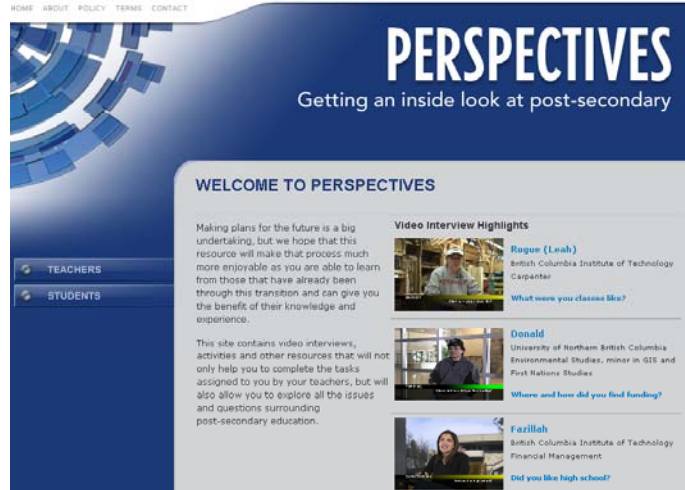 HOME ABOUT POLICY TERMS CONTACT
PERSPECTIVES
Getting an inside look at post-secondary
WELCOME TO PERSPECTIVES
TEACHERS
STUDENTS
Making plans for the future is a big
undertaking, but we hope that this
resource will make that process much
more enjoyable as you are able to learn
from those that have already been
through this transition and can give you
the benefit of their knowledge and
experience.
This site contains video interviews,
activities and other resources that will not
only help you to complete the tasks
assigned to you by your teachers, but will
also allow you to explore all the issues
and questions surrounding
post-secondary education.
Video Interview Highlights
Rogue (Leah)
British Columbia Institute of Technology
Carpenter
What were you classes like?
Donald
University of Northern British Columbia
Environmental Studies, minor in GIS and
First Nations Studies
Where and how did you find funding?
Fazillah
British Columbia Institute of Technology
Financial Management
Did you like high school?